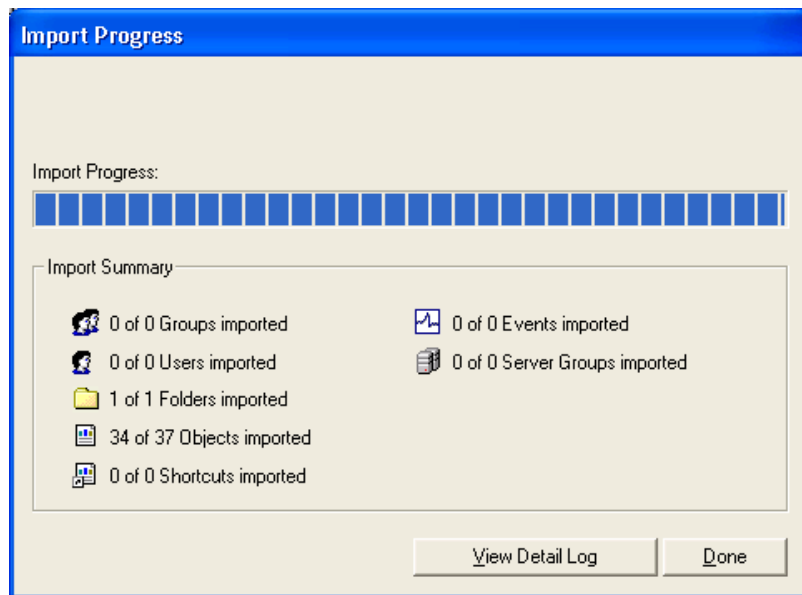 Import Progress
Import Progress:
Import Summary
0 of 0 Groups imported
0 of 0 Users imported
1 of 1 Folders imported
34 of 37 Objects imported
0 of 0 Shortcuts imported
0 of 0 Events imported
0 of 0 Server Groups imported
View Detail Log
Done